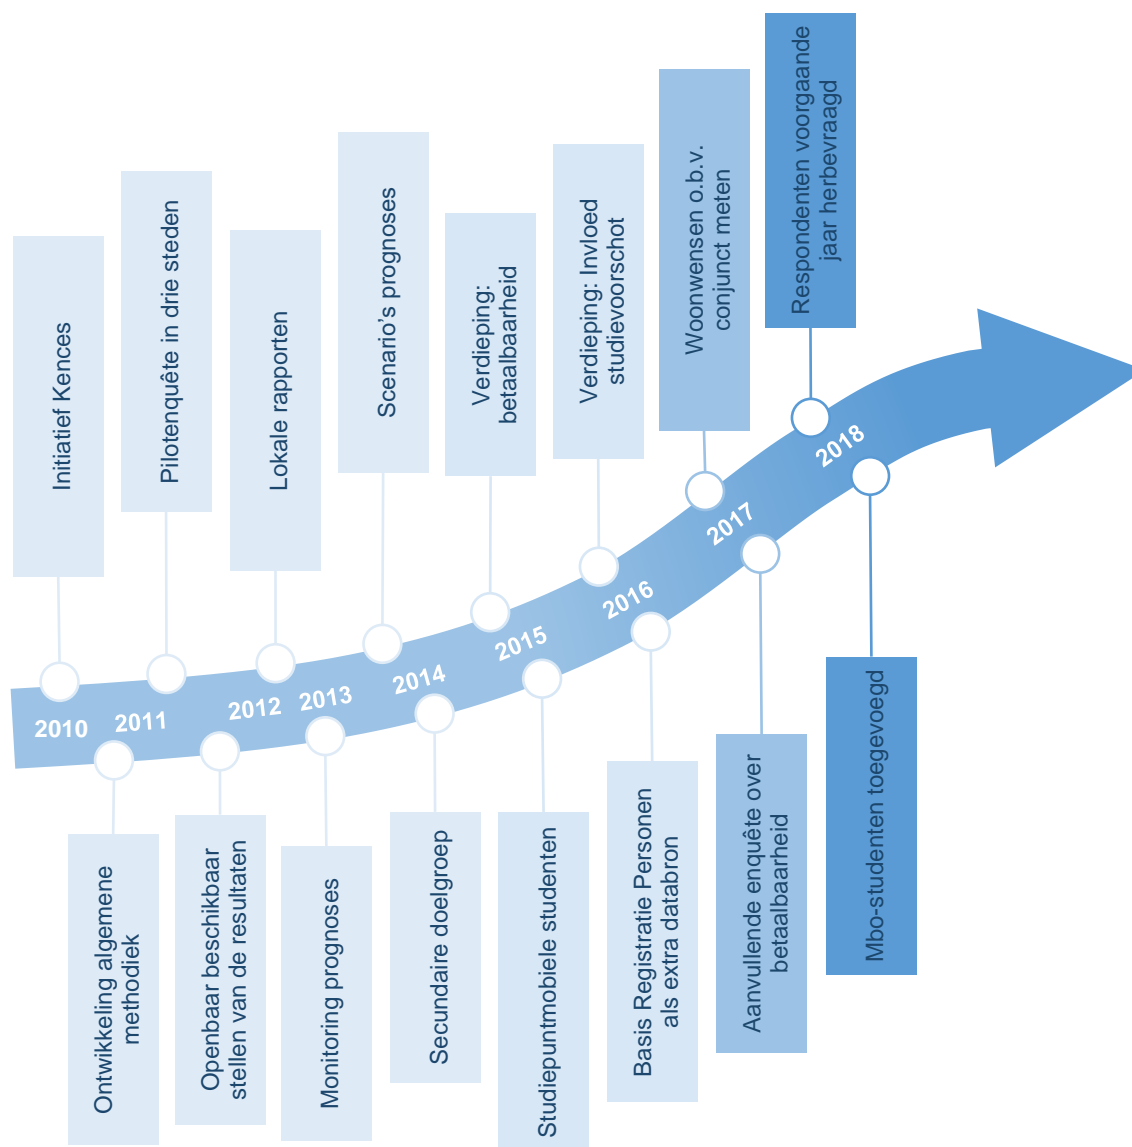 Initiatief Kences
Pilotenquête in drie steden
Lokale rapporten
Scenario's prognoses
Verdieping:
betaalbaarheid
Verdieping: Invloed
studievoorschot
Woonwensen o.b.v.
conjunct meten
Respondenten voorgaande
jaar herbevraagd
2010
2011
2012
2013
2014
2015
2016
2017
2018
Ontwikkeling algemene
methodiek
Openbaar beschikbaar
stellen van de resultaten
Monitoring prognoses
Secundaire doelgroep
Studiepuntmobiele studenten
Basis Registratie Personen
als extra databron
Aanvullende enquête over
betaalbaarheid
Mbo-studenten toegevoegd